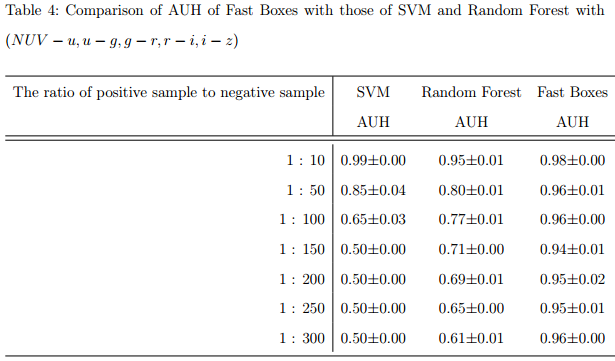 Table 4: Comparison of AUH of Fast Boxes with those of SVM and Random Forest with
(NUV − u, u − g, g − r, r − i, i − z)
The ratio of positive sample to negative sample SVM Random Forest Fast Boxes
AUH AUH AUH
1 : 10 0.99±0.00 0.95±0.01 0.98±0.00
1 : 50 0.85±0.04 0.80±0.01 0.96±0.01
1 : 100 0.65±0.03 0.77±0.01 0.96±0.00
1 : 150 0.50±0.00 0.71±0.00 0.94±0.01
1 : 200 0.50±0.00 0.69±0.01 0.95±0.02
1 : 250 0.50±0.00 0.65±0.00 0.95±0.01
1 : 300 0.50±0.00 0.61±0.01 0.96±0.00